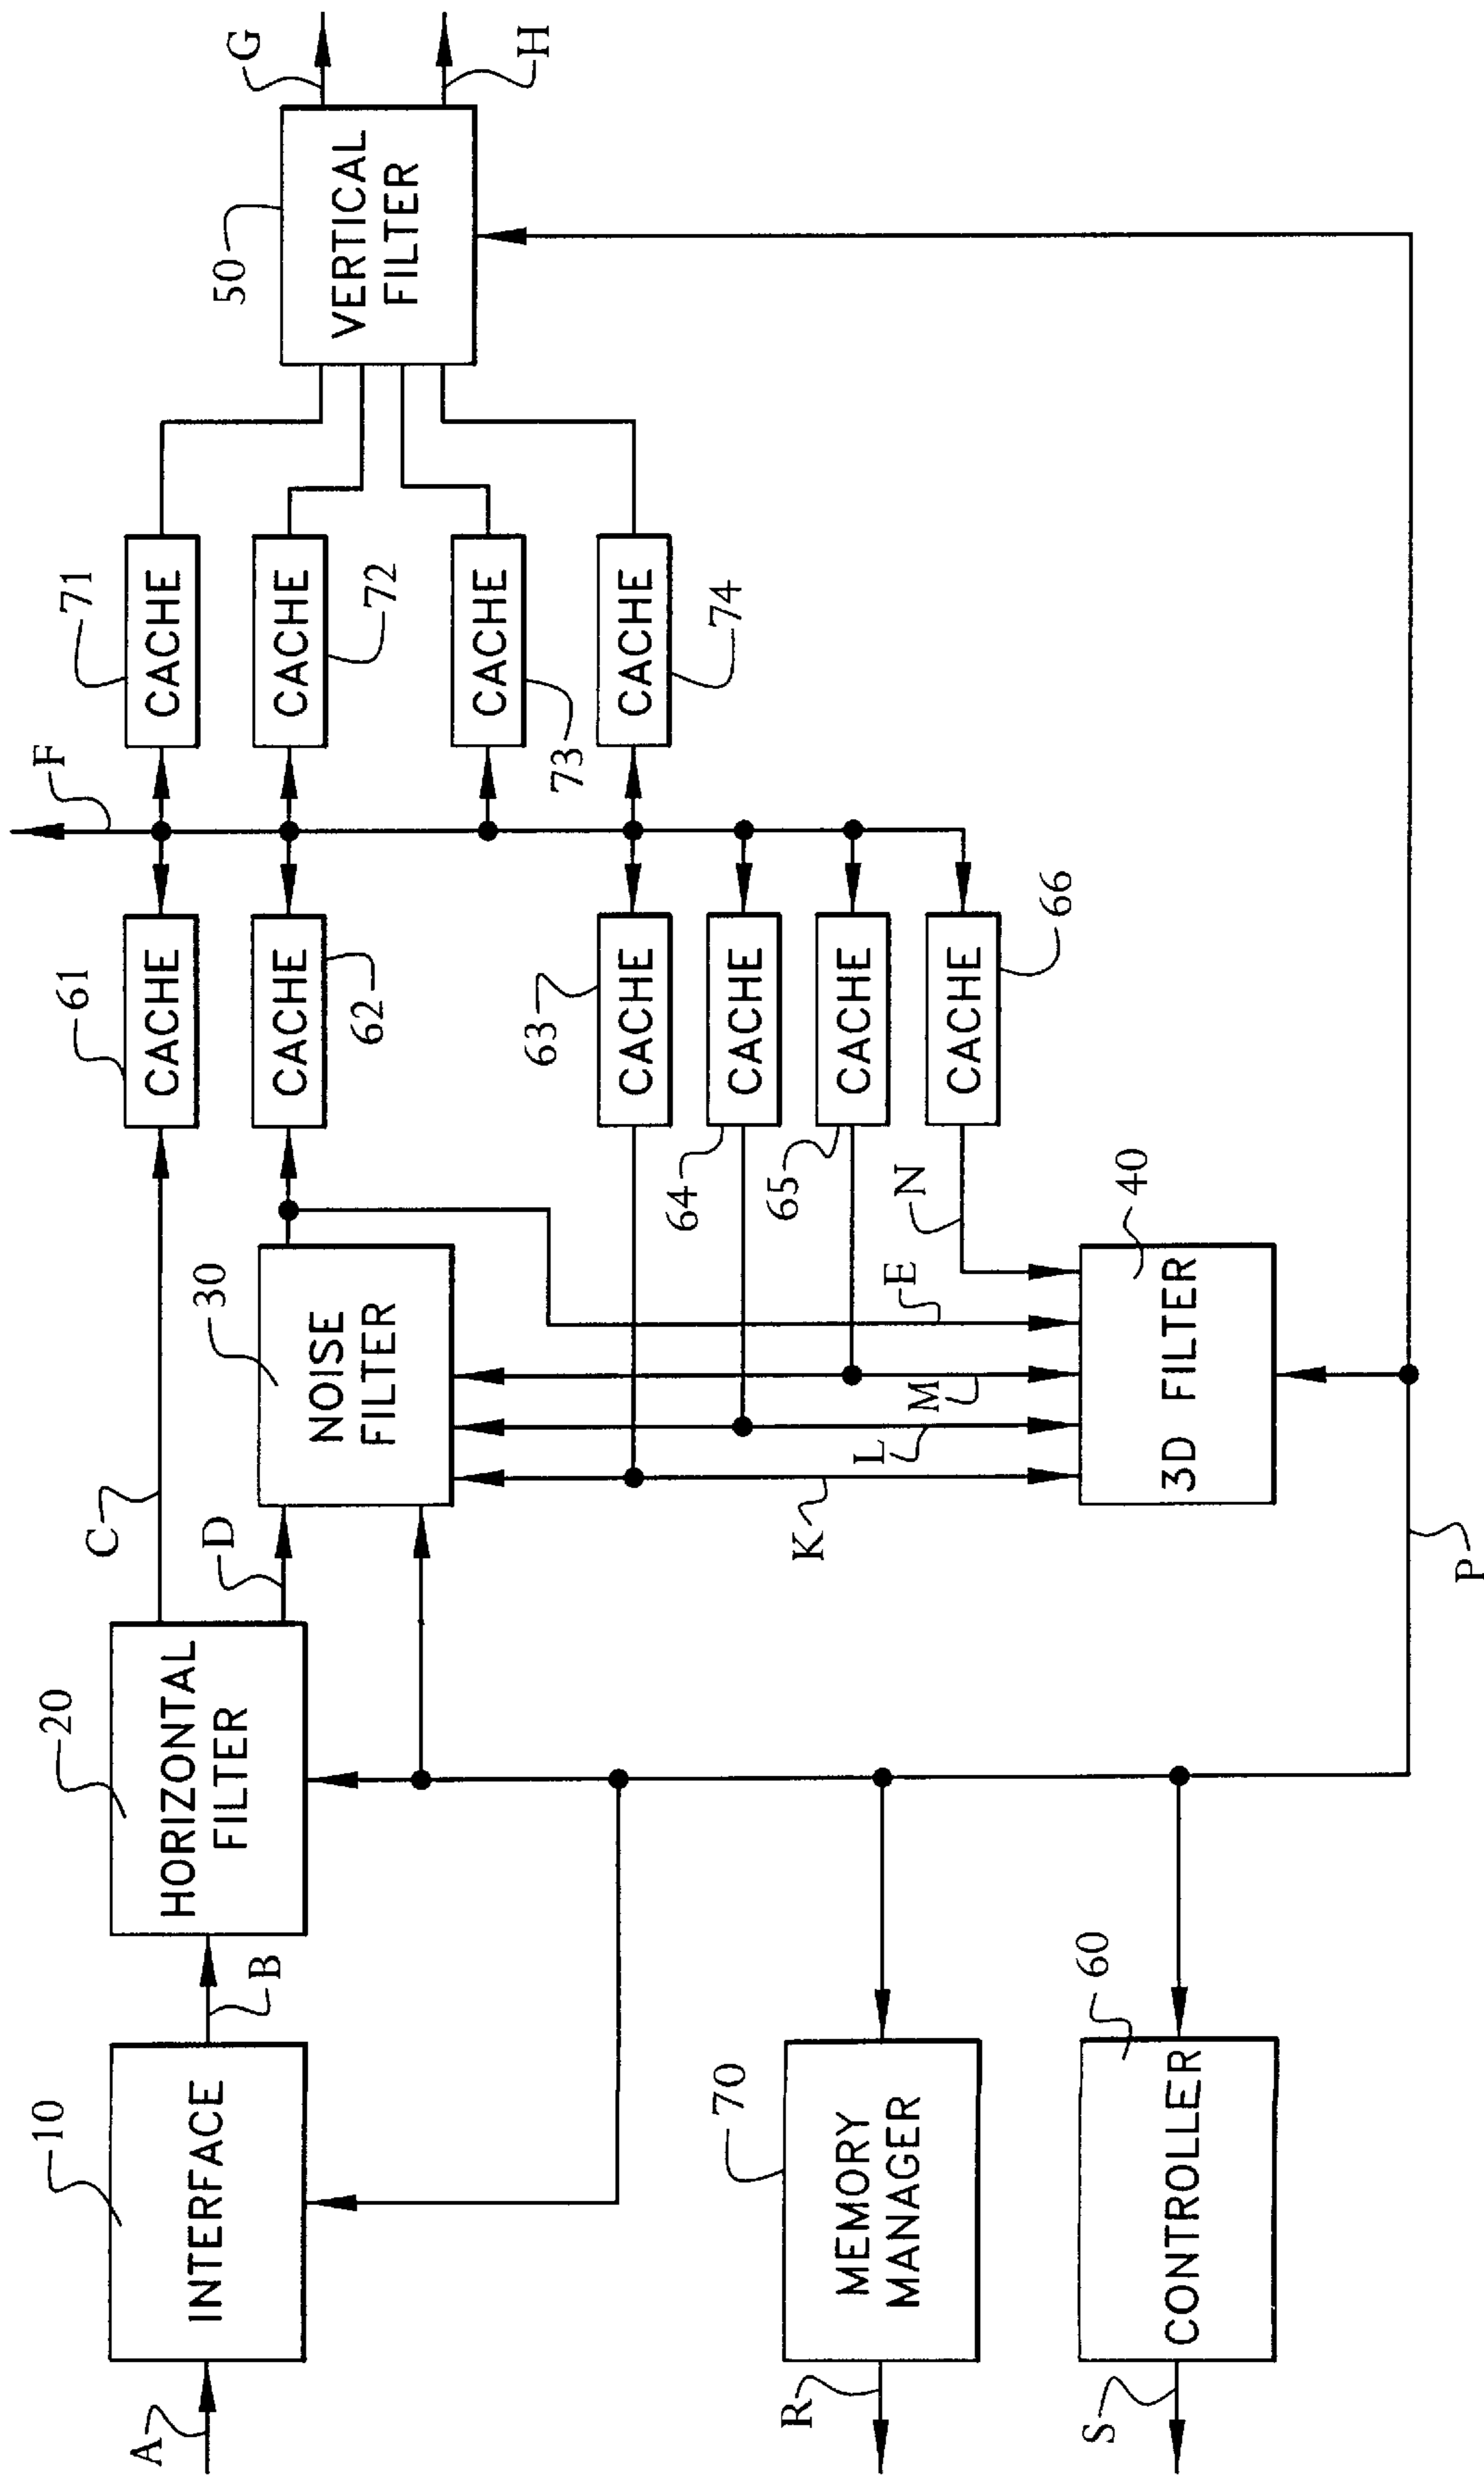 A
10
INTERFACE
B
20
HORIZONTAL
FILTER
C
D
30
NOISE
FILTER
61
CACHE
62
CACHE
F
71
CACHE
72
CACHE
73
CACHE
74
CACHE
50
VERTICAL
FILTER
G
H
63
CACHE
64
CACHE
65
CACHE
66
CACHE
K
L
M
E
N
40
3D FILTER
P
70
MEMORY
MANAGER
R
60
CONTROLLER
S